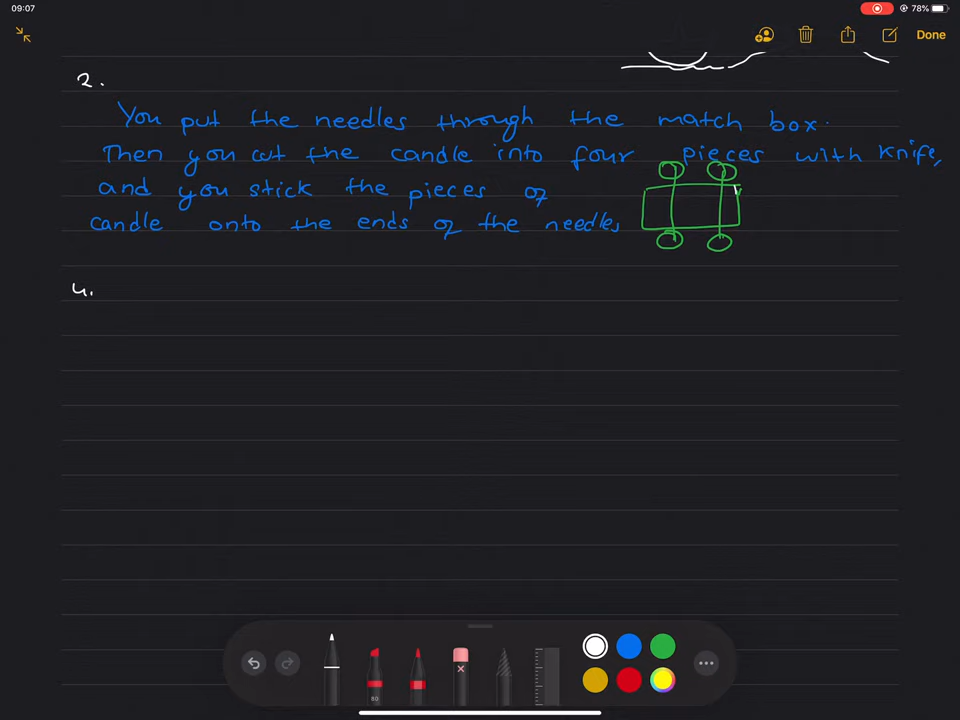 09:07
78%
Done
2.
You put the needles through the match box.
Then you cut the candle into four pieces with knife,
and you stick the pieces of
candle onto the ends of the needles
4.
80